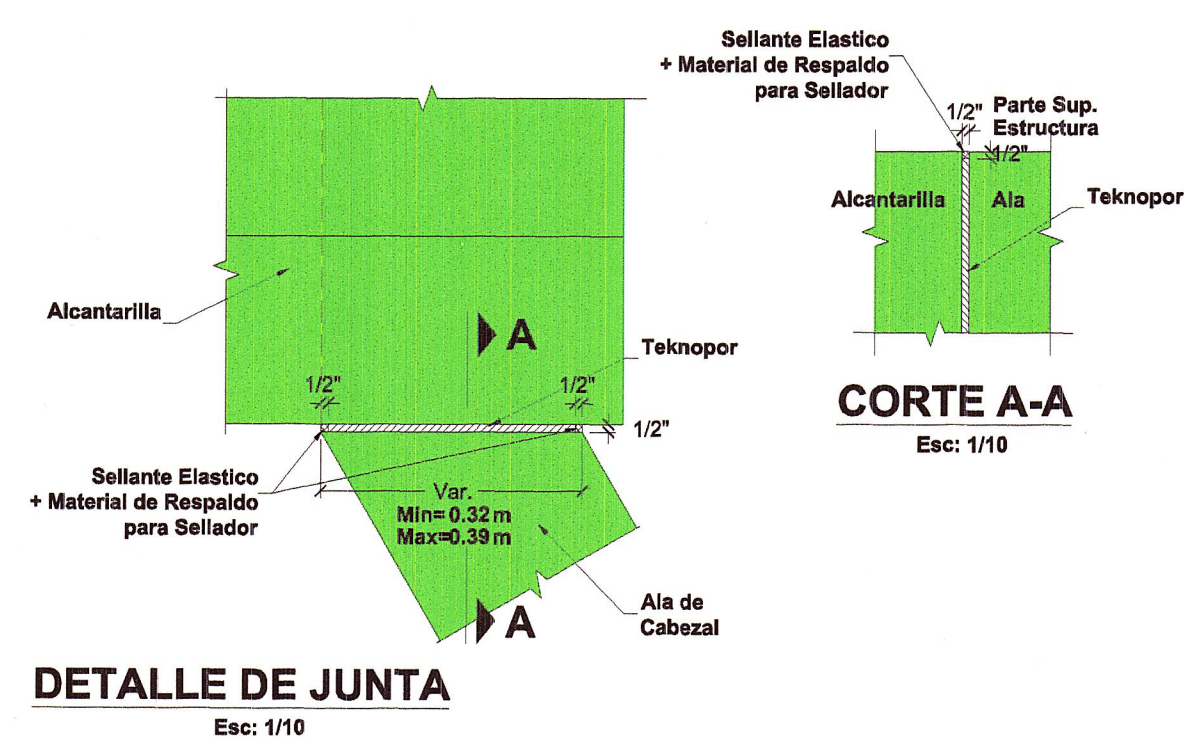 Sellante Elastico
+ Material de Respaldo
para Sellador
1/2"
Parte Sup.
Estructura
1/2"
Alcantarilla
Ala
Teknopor
CORTE A-A
Esc: 1/10
Alcantarilla
A
Teknopor
1/2"
1/2"
1/2"
Sellante Elastico
+ Material de Respaldo
para Sellador
Var.
Min= 0.32 m
Max=0.39 m
A
Ala de
Cabezal
DETALLE DE JUNTA
Esc: 1/10